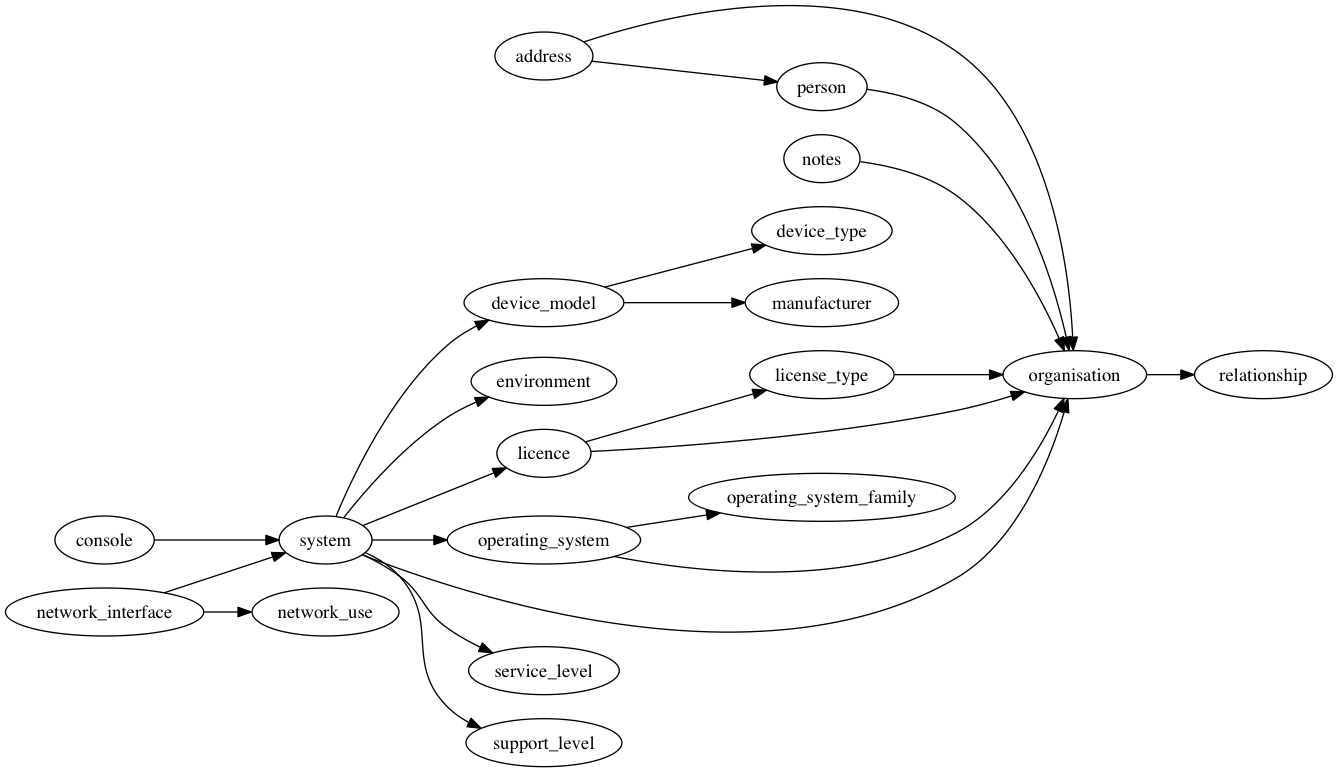 address
person
notes
device_type
device_model
manufacturer
environment
license_type
organisation
relationship
licence
operating_system_family
console
system
operating_system
network_interface
network_use
service_level
support_level